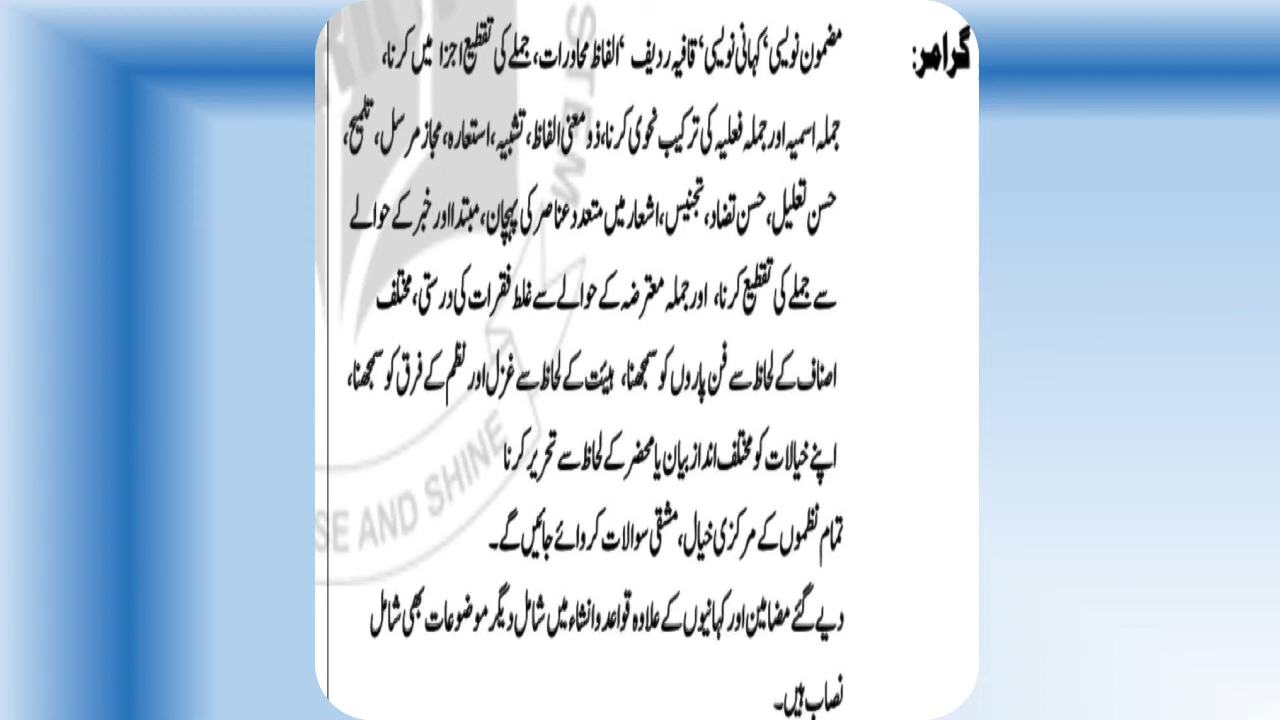 گرامر: مضمون نویسی‘ کہانی نویسی‘ قافیہ ردیف ‘ الفاظ محاورات، جملے کی تقطیع اجزا میں کرنا،
جملہ اسمیہ اور جملہ فعلیہ کی ترکیب نحوی کرنا، ذو معنی الفاظ، تشبیہ، استعارہ، مجاز مرسل، تلمیح،
حسن تعلیل، حسن تضاد، تجنیس، اشعار میں متعدد عناصر کی پہچان، مبتدا اور خبر کے حوالے
سے جملے کی تقطیع کرنا، اور جملہ معترضہ کے حوالے سے غلط فقرات کی درستی، مختلف
اصناف کے لحاظ سے فن پاروں کو سمجھنا، ہیئت کے لحاظ سے غزل اور نظم کے فرق کو سمجھنا،
اپنے خیالات کو مختلف انداز بیان یا محضر کے لحاظ سے تحریر کرنا
تمام نظموں کے مرکزی خیال، مشقی سوالات کروائے جائیں گے۔
دیے گئے مضامین اور کہانیوں کے علاوہ قواعد و انشاء میں شامل دیگر موضوعات بھی شامل
نصاب ہیں۔
SYSTEM
SE AND SHINE